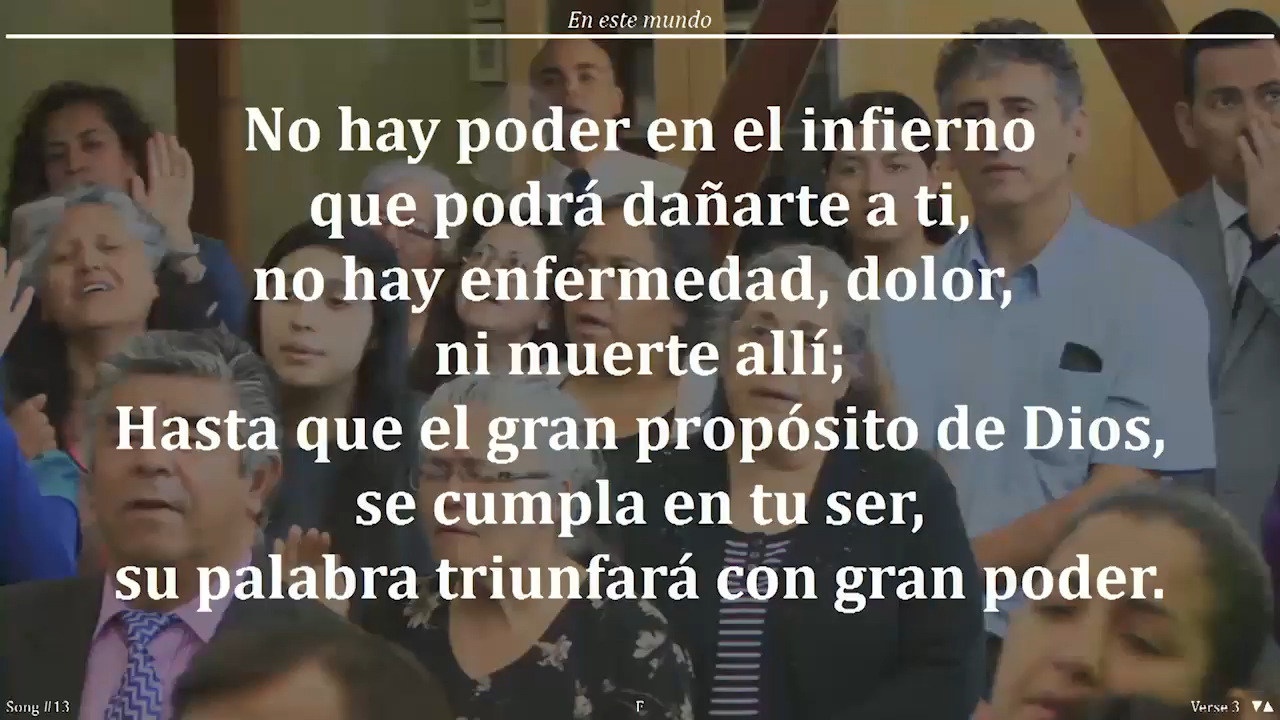 En este mundo
No hay poder en el infierno
que podrá dañarte a ti,
no hay enfermedad, dolor,
ni muerte allí;
Hasta que el gran propósito de Dios,
se cumpla en tu ser,
su palabra triunfará con gran poder.
Song #13
F
Verse 3 ▼▲